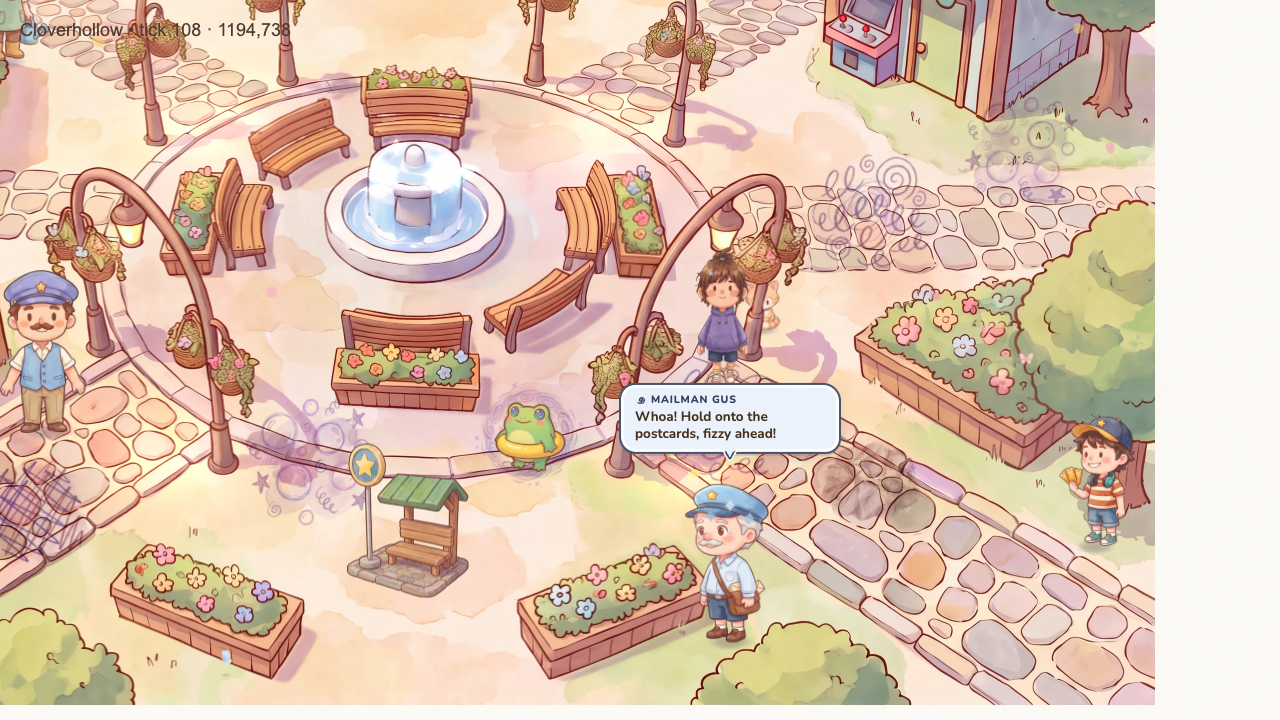 Cloverhollow · tick 108 · 1194,738
MAILMAN GUS
Whoa! Hold onto the
postcards, fizzy ahead!